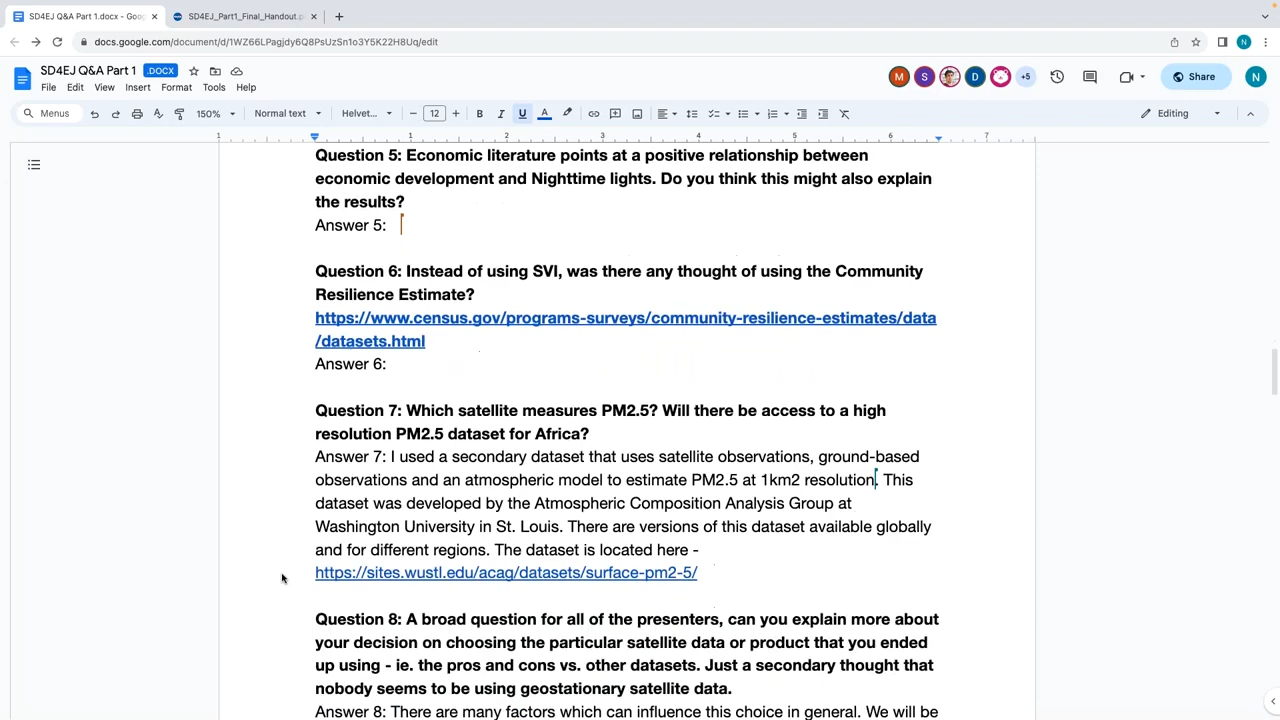 SD4EJ Q&A Part 1.docx - Goo
SD4EJ_Part1_Final_Handout.p
docs.google.com/document/d/1WZ66LPagjdy6Q8PsUzSn1o3Y5K22H8Uq/edit
N
SD4EJ Q&A Part 1 .DOCX
File Edit View Insert Format Tools Help
M S D +5 Share N
Menus 150% Normal text Helvet... 12 B I U A Editing
1 1 2 3 4 5 6 7
Question 5: Economic literature points at a positive relationship between
economic development and Nighttime lights. Do you think this might also explain
the results?
Answer 5:
Question 6: Instead of using SVI, was there any thought of using the Community
Resilience Estimate?
https://www.census.gov/programs-surveys/community-resilience-estimates/data
/datasets.html
Answer 6:
Question 7: Which satellite measures PM2.5? Will there be access to a high
resolution PM2.5 dataset for Africa?
Answer 7: I used a secondary dataset that uses satellite observations, ground-based
observations and an atmospheric model to estimate PM2.5 at 1km2 resolution. This
dataset was developed by the Atmospheric Composition Analysis Group at
Washington University in St. Louis. There are versions of this dataset available globally
and for different regions. The dataset is located here -
https://sites.wustl.edu/acag/datasets/surface-pm2-5/
Question 8: A broad question for all of the presenters, can you explain more about
your decision on choosing the particular satellite data or product that you ended
up using - ie. the pros and cons vs. other datasets. Just a secondary thought that
nobody seems to be using geostationary satellite data.
Answer 8: There are many factors which can influence this choice in general. We will be